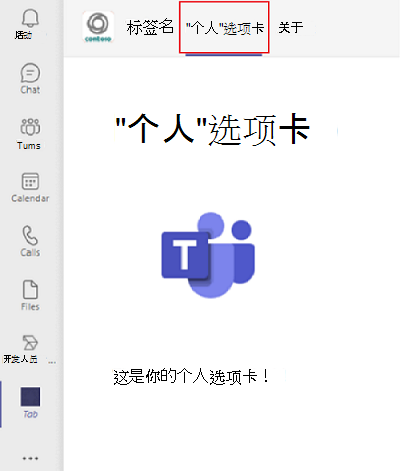 活动
Chat
Tums
Calendar
Calls
Files
开发人员 ...
Tab
contoso
标签名 "个人"选项卡 关于
"个人"选项卡
T
这是你的个人选项卡！